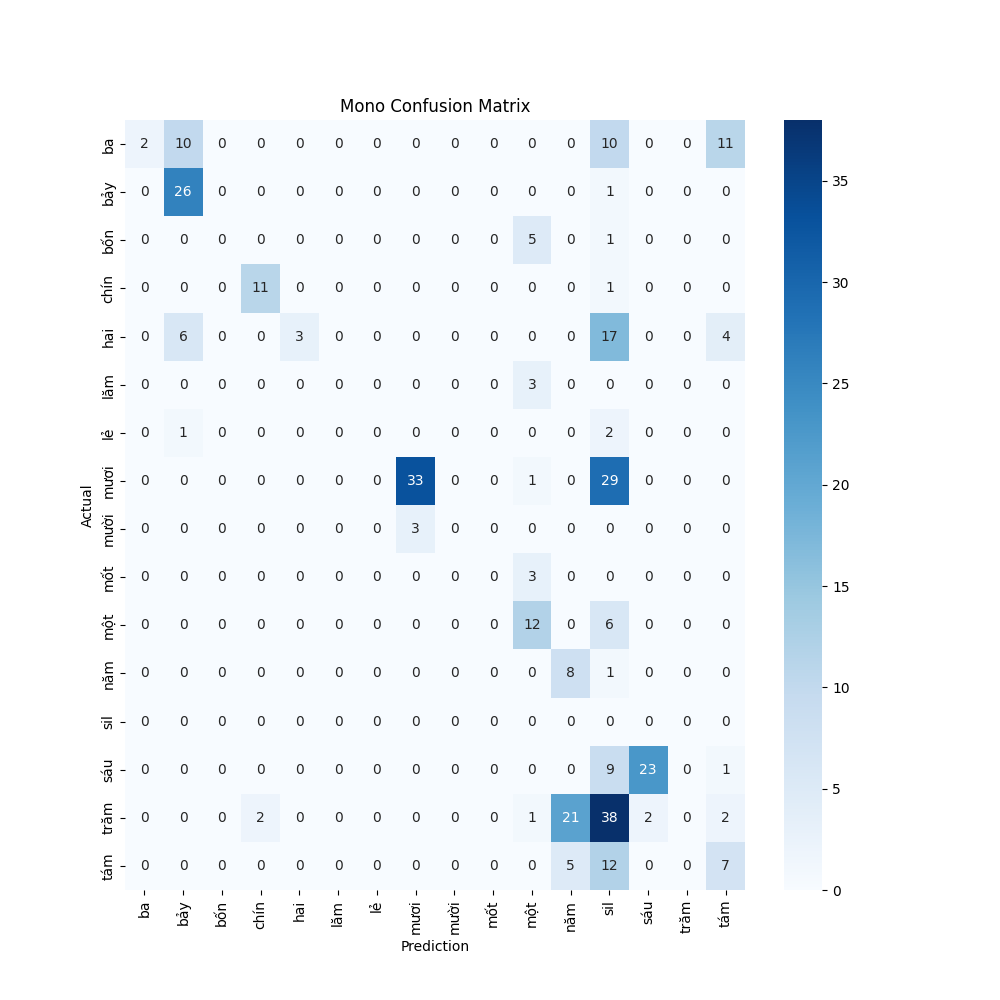 Mono Confusion Matrix
ba 2 10 0 0 0 0 0 0 0 0 0 0 10 0 0 11
bảy 0 26 0 0 0 0 0 0 0 0 0 0 1 0 0 0
bốn 0 0 0 0 0 0 0 0 0 0 5 0 1 0 0 0
chín 0 0 0 11 0 0 0 0 0 0 0 0 1 0 0 0
hai 0 6 0 0 3 0 0 0 0 0 0 0 17 0 0 4
lăm 0 0 0 0 0 0 0 0 0 0 3 0 0 0 0 0
lẻ 0 1 0 0 0 0 0 0 0 0 0 0 2 0 0 0
mươi 0 0 0 0 0 0 0 33 0 0 1 0 29 0 0 0
mười 0 0 0 0 0 0 0 3 0 0 0 0 0 0 0 0
mốt 0 0 0 0 0 0 0 0 0 0 3 0 0 0 0 0
một 0 0 0 0 0 0 0 0 0 0 12 0 6 0 0 0
năm 0 0 0 0 0 0 0 0 0 0 0 8 1 0 0 0
sil 0 0 0 0 0 0 0 0 0 0 0 0 0 0 0 0
sáu 0 0 0 0 0 0 0 0 0 0 0 0 9 23 0 1
trăm 0 0 0 2 0 0 0 0 0 0 1 21 38 2 0 2
tám 0 0 0 0 0 0 0 0 0 0 0 5 12 0 0 7
ba bảy bốn chín hai lăm lẻ mươi mười mốt một năm sil sáu trăm tám
Prediction
Actual
35
30
25
20
15
10
5
0